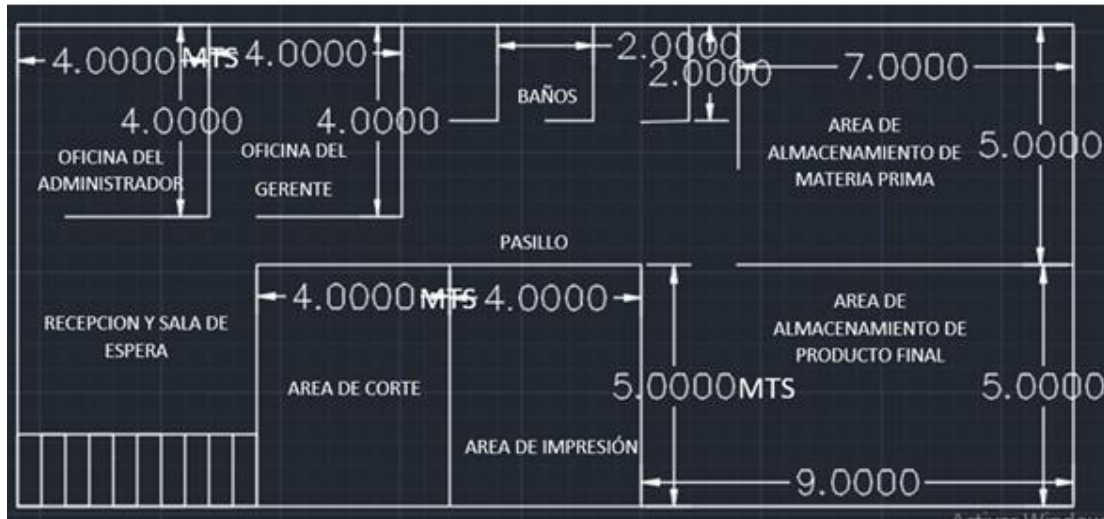 4.0000 MTS
4.0000
2.0000
2.0000
7.0000
BAÑOS
4.0000
4.0000
OFICINA DEL
ADMINISTRADOR
OFICINA DEL
GERENTE
AREA DE
ALMACENAMIENTO DE
MATERIA PRIMA
5.0000
PASILLO
4.0000 MTS
4.0000
RECEPCION Y SALA DE
ESPERA
AREA DE
ALMACENAMIENTO DE
PRODUCTO FINAL
AREA DE CORTE
5.0000MTS
5.0000
AREA DE IMPRESIÓN
9.0000